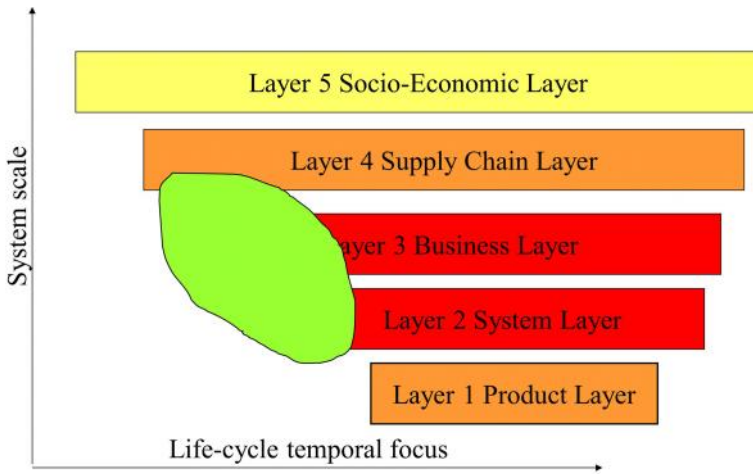 Layer 5 Socio-Economic Layer
Layer 4 Supply Chain Layer
ayer 3 Business Layer
Layer 2 System Layer
Layer 1 Product Layer
System scale
Life-cycle temporal focus